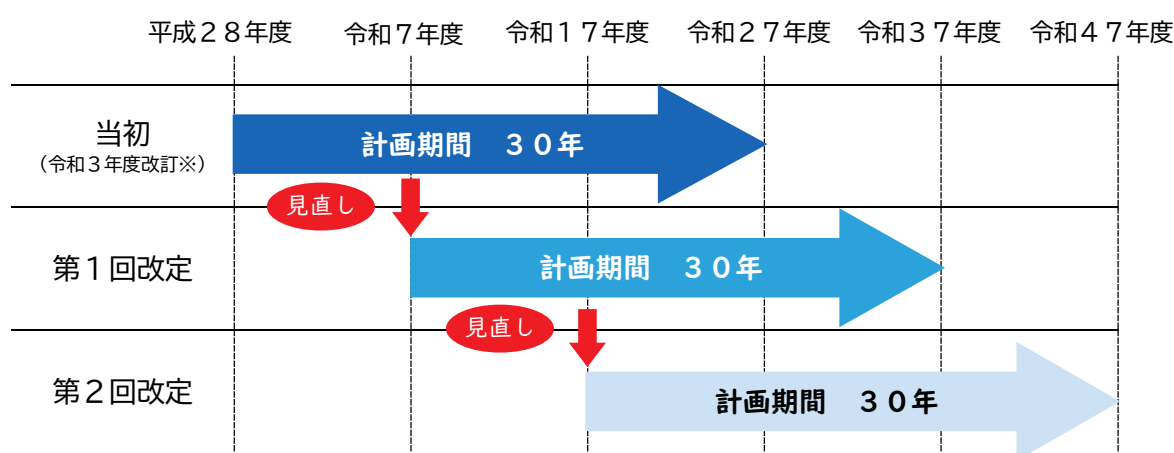 平成２８年度　令和７年度　令和１７年度　令和２７年度　令和３７年度　令和４７年度
当初
（令和３年度改訂※）
計画期間　３０年
見直し
第１回改定
計画期間　３０年
見直し
第２回改定
計画期間　３０年